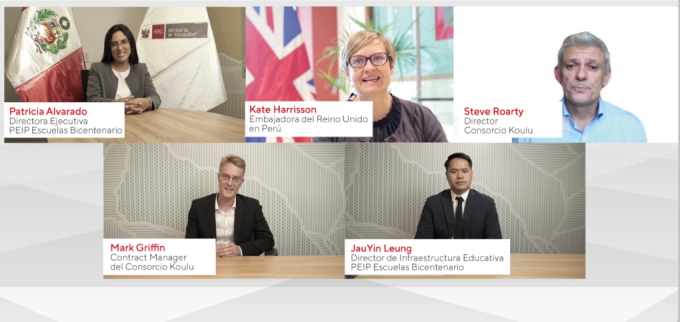 Patricia Alvarado
Directora Ejecutiva
PEIP Escuelas Bicentenario
Kate Harrisson
Embajadora del Reino Unido
en Perú
Steve Roarty
Director
Consorcio Koulu
Mark Griffin
Contract Manager
del Consorcio Koulu
JauYin Leung
Director de Infraestructura Educativa
PEIP Escuelas Bicentenario